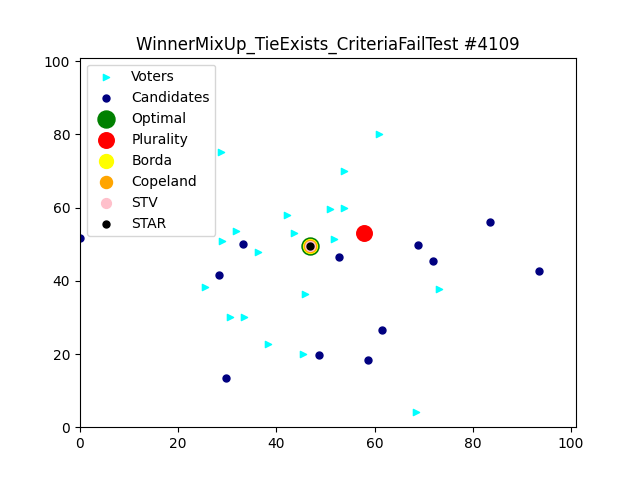 WinnerMixUp_TieExists_CriteriaFailTest #4109
100
80
60
40
20
0
Voters
Candidates
Optimal
Plurality
Borda
Copeland
STV
STAR
0 20 40 60 80 100